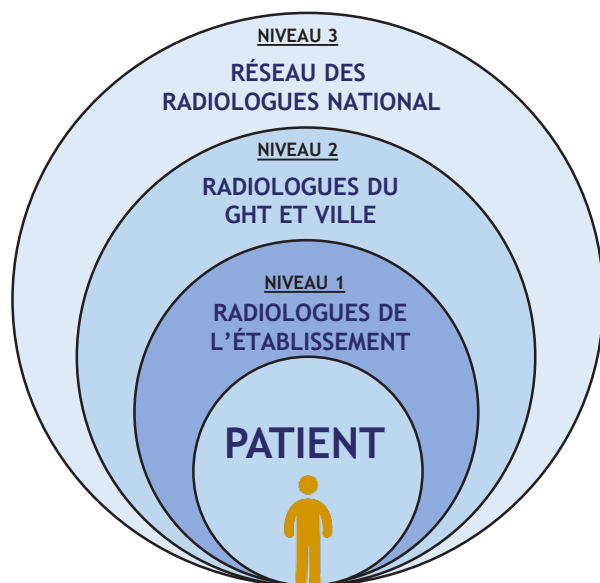 NIVEAU 3
RÉSEAU DES
RADIOLOGUES NATIONAL
NIVEAU 2
RADIOLOGUES DU
GHT ET VILLE
NIVEAU 1
RADIOLOGUES DE
L’ÉTABLISSEMENT
PATIENT